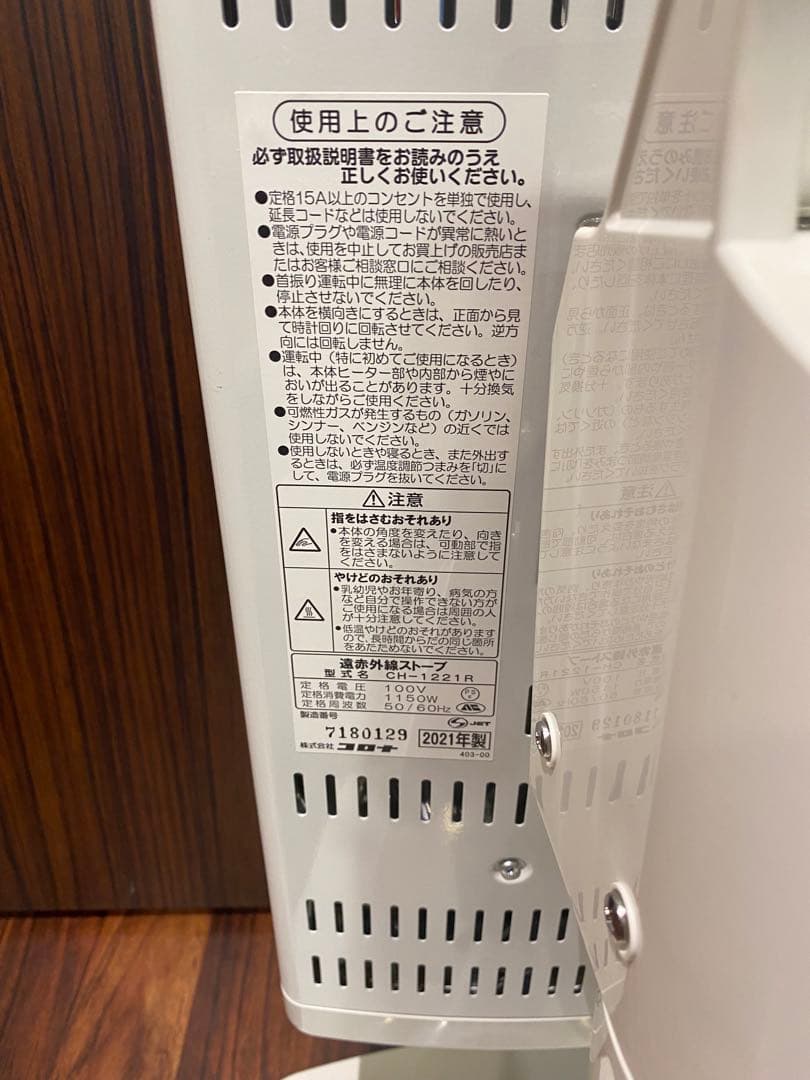 使用上のご注意
必ず取扱説明書をお読みのうえ
正しくお使いください。
●定格15A以上のコンセントを単独で使用し、
延長コードなどは使用しないでください。
●電源プラグや電源コードが異常に熱いと
きは、使用を中止してお買上げの販売店ま
たはお客様ご相談窓口にご相談ください。
●首振り運転中に無理に本体を回したり、
停止させないでください。
●本体を横向きにするときは、正面から見
て時計回りに回転させてください。逆方
向には回転しません。
●運転中（特に初めてご使用になるとき）
は、本体ヒーター部や内部から煙やに
おいが出ることがあります。十分換気
をしながらご使用ください。
●可燃性ガスが発生するもの（ガソリン、
シンナー、ベンジンなど）の近くでは
使用しないでください。
●使用しないときや寝るとき、また外出す
るときは、必ず温度調節つまみを「切」に
して、電源プラグを抜いてください。
⚠注意
指をはさむおそれあり
●本体の角度を変えたり、向き
を変える場合は、可動部で指
をはさまないように注意して
ください。
やけどのおそれあり
●乳幼児やお年寄り、病気の方
など自分で操作できない方が
ご使用になる場合は周囲の人
が十分注意してください。
●低温やけどのおそれがあります
ので、長時間からだの同じ箇所
をあたためないでください。
遠赤外線ストーブ
型式名 CH-1221R
定格電圧 100V
定格消費電力 1150W
定格周波数 50/60Hz
PSE
JET
製造番号
7180129 2021年製
株式会社 コロナ 403-00